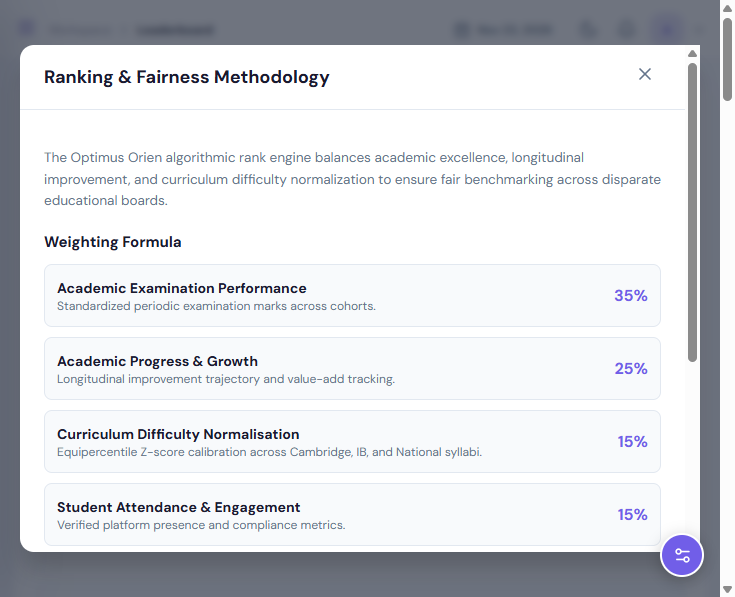 Ranking & Fairness Methodology
The Optimus Orien algorithmic rank engine balances academic excellence, longitudinal
improvement, and curriculum difficulty normalization to ensure fair benchmarking across disparate
educational boards.
Weighting Formula
Academic Examination Performance
Standardized periodic examination marks across cohorts.
35%
Academic Progress & Growth
Longitudinal improvement trajectory and value-add tracking.
25%
Curriculum Difficulty Normalisation
Equipercentile Z-score calibration across Cambridge, IB, and National syllabi.
15%
Student Attendance & Engagement
Verified platform presence and compliance metrics.
15%